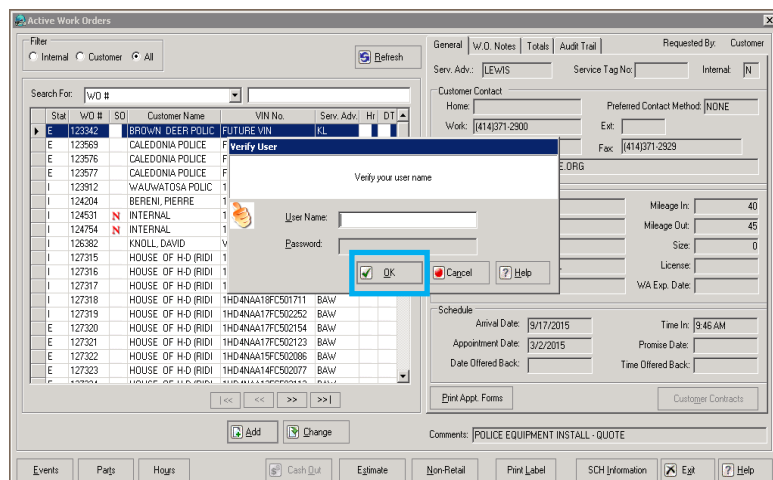 Active Work Orders
Filter
Internal Customer All
Refresh
Search For: WO #
Stat WO # SO Customer Name VIN No. Serv. Adv. Hr DT
E 123342 BROWN DEER POLIC FUTURE VIN KL
E 123569 CALEDONIA POLICE F
E 123576 CALEDONIA POLICE F
E 123577 CALEDONIA POLICE F
I 123912 WAUWATOSA POLIC 1
I 124204 BERENI, PIERRE 1
I 124531 N INTERNAL 1
I 124754 N INTERNAL 1
I 126382 KNOLL, DAVID V
I 127315 HOUSE OF H-D (RIDI 1
I 127316 HOUSE OF H-D (RIDI 1
I 127317 HOUSE OF H-D (RIDI 1
I 127318 HOUSE OF H-D (RIDI 1HD4NAA18FC501711 BAW
I 127319 HOUSE OF H-D (RIDI 1HD4NAA17FC502252 BAW
E 127320 HOUSE OF H-D (RIDI 1HD4NAA17FC502154 BAW
E 127321 HOUSE OF H-D (RIDI 1HD4NAA17FC502123 BAW
E 127322 HOUSE OF H-D (RIDI 1HD4NAA15FC502086 BAW
E 127323 HOUSE OF H-D (RIDI 1HD4NAA14FC502077 BAW
|<< << >> >>|
Add Change
Verify User
Verify your user name
User Name:
Password:
OK Cancel Help
General W.O. Notes Totals Audit Trail Requested By: Customer
Serv. Adv.: LEWIS Service Tag No: Internal: N
Customer Contact
Home: Preferred Contact Method: NONE
Work: (414)371-2900 Ext:
Fax: (414)371-2929
E.ORG
Mileage In: 40
Mileage Out: 45
Size: 0
License:
WA Exp. Date:
Schedule
Arrival Date: 9/17/2015 Time In: 9:46 AM
Appointment Date: 3/2/2015 Promise Date:
Date Offered Back: Time Offered Back:
Print Appt. Forms Customer Contracts
Comments: POLICE EQUIPMENT INSTALL - QUOTE
Events Parts Hours Cash Out Estimate Non-Retail Print Label SCH Information Exit Help